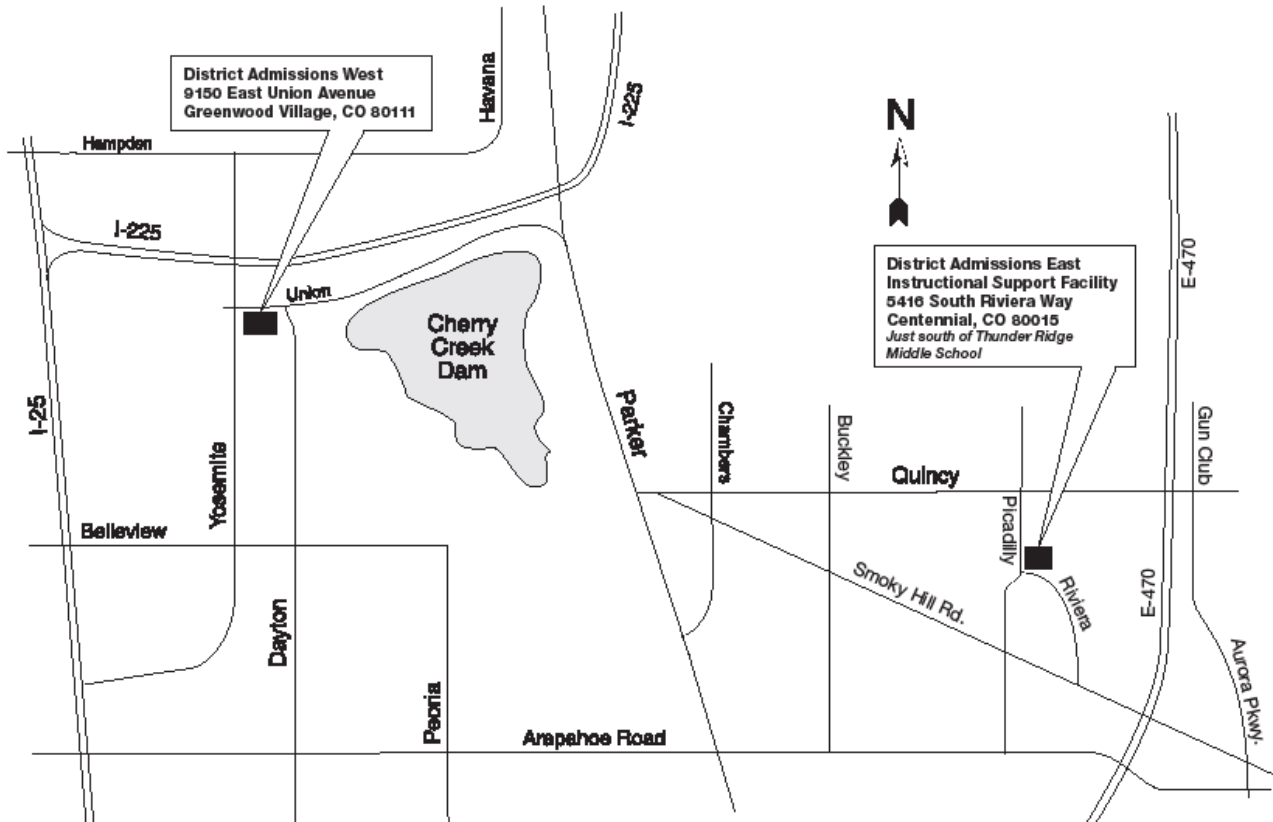 District Admissions West
9150 East Union Avenue
Greenwood Village, CO 80111
Havana
I-225
Hampden
N
I-225
District Admissions East
Instructional Support Facility
5416 South Riviera Way
Centennial, CO 80015
Just south of Thunder Ridge
Middle School
E-470
Union
Cherry
Creek
Dam
I-25
Parker
Chambers
Buckley
Gun Club
Yosemite
Quincy
Picadilly
Belleview
Smoky Hill Rd.
Riviera
E-470
Dayton
Peoria
Aurora Pkwy.
Arapahoe Road